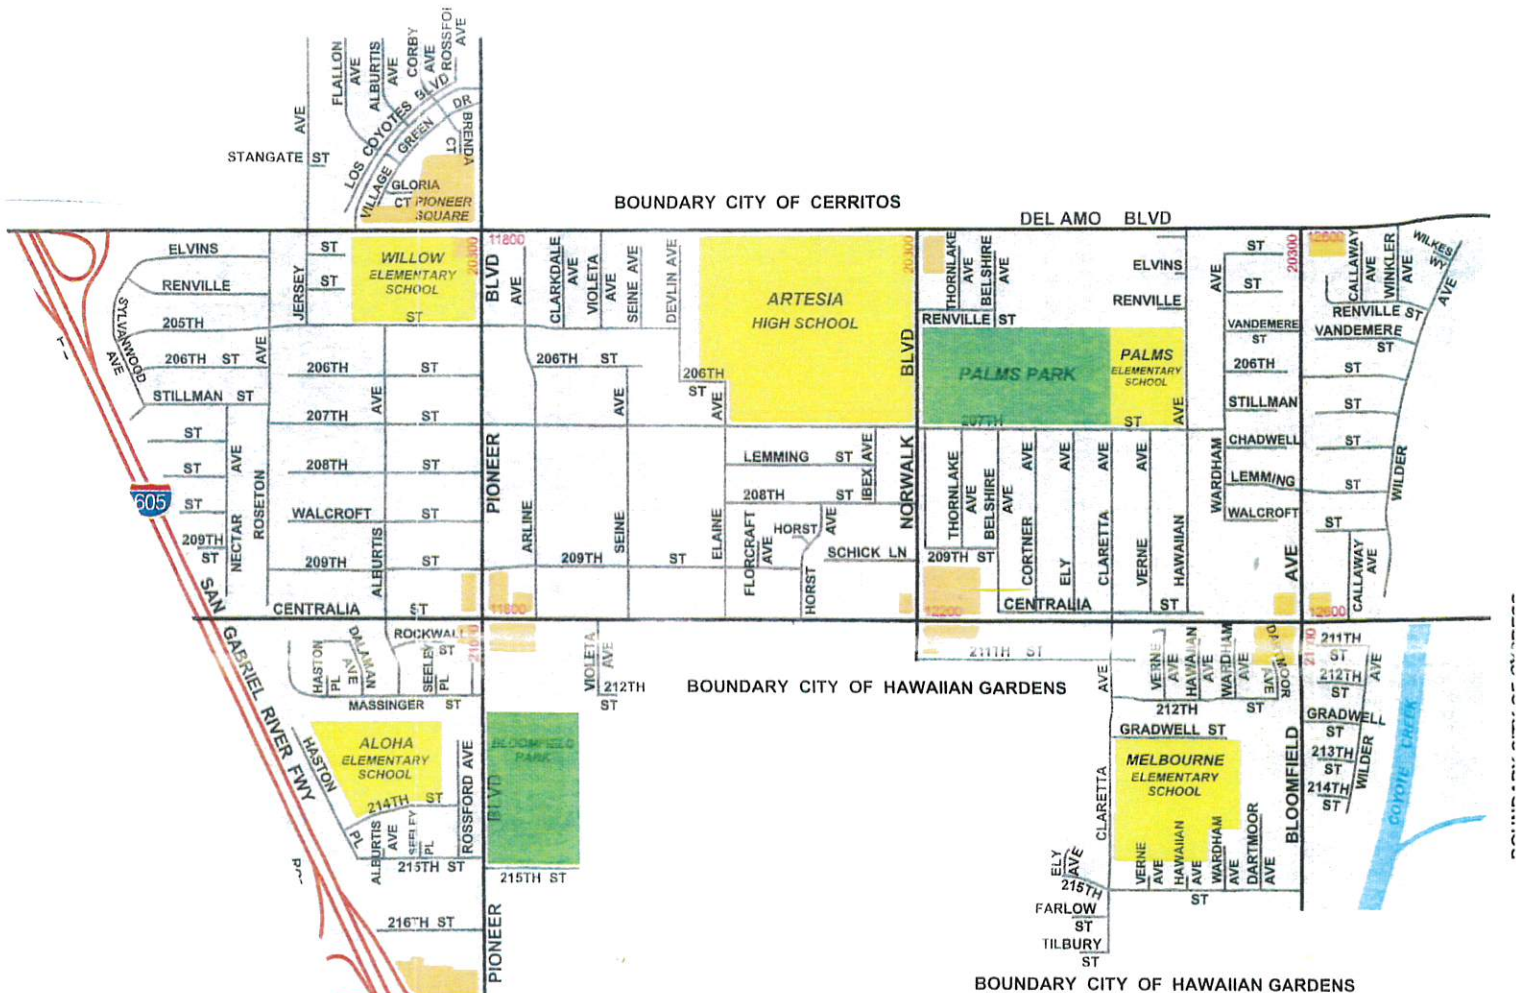 FLALLON
AVE
ALBURTIS
AVE
CORBY
AVE
AVE
LOS COYOTES BLVD
DR
GREEN
VILLAGE
BRENDA
CT
AVE
STANGATE ST
GLORIA
CT
PIONEER
SQUARE
BOUNDARY CITY OF CERRITOS
DEL AMO BLVD
ELVINS
ST
RENVILLE
ST
JERSEY
SYLVANWOOD
AVE
205TH
ST
206TH ST
AVE
STILLMAN ST
WILLOW
ELEMENTARY
SCHOOL
20300
11800
BLVD
AVE
CLARKDALE
AVE
VIOLETA
AVE
SEINE AVE
DEVLIN AVE
ARTESIA
HIGH SCHOOL
20300
BLVD
THORNLAKE
AVE
BELSHIRE
AVE
RENVILLE ST
ELVINS
RENVILLE
AVE
ST
ST
VANDEMERE
ST
206TH
STILLMAN
CHADWELL
LEMMING
WALCROFT
20300
12600
CALLAWAY
AVE
WINKLER
AVE
WILKES
WY
AVE
RENVILLE ST
VANDEMERE
ST
ST
ST
ST
ST
ST
WILDER
CALLAWAY
AVE
PALMS PARK
PALMS
ELEMENTARY
SCHOOL
207TH ST
AVE
206TH ST
AVE
207TH ST
208TH ST
WALCROFT ST
209TH ST
ALBURTIS
PIONEER
ARLINE
206TH ST
AVE
SEINE
209TH ST
206TH
ST
AVE
ELAINE
LEMMING ST
208TH ST
IBEX AVE
HORST
AVE
FLORCRAFT
AVE
HORST
SCHICK LN
NORWALK
THORNLAKE
AVE
BELSHIRE
AVE
209TH ST
CORTNER
AVE
ELY
AVE
CLARETTA
AVE
VERNE
AVE
HAWAIIAN
WARDHAM
ST
ST
ST
209TH
ST
NECTAR
AVE
ROSETON
605
SAN GABRIEL RIVER FWY
CENTRALIA ST
11800
12200
CENTRALIA ST
AVE
12600
HASTON
PL
DALAMAN
AVE
ROCKWALL
ST
SEELEY
PL
MASSINGER ST
VIOLETA
AVE
212TH
ST
BOUNDARY CITY OF HAWAIIAN GARDENS
211TH ST
AVE
VERNE
AVE
HAWAIIAN
AVE
WARDHAM
AVE
DARTMOOR
AVE
212TH ST
GRADWELL ST
211TH
ST
212TH
ST
GRADWELL
ST
213TH
ST
214TH
ST
AVE
WILDER
COYOTE CREEK
HASTON
PL
ALOHA
ELEMENTARY
SCHOOL
214TH ST
ALBURTIS
AVE
SEELEY
PL
ROSSFORD AVE
215TH ST
BLOOMFIELD
PARK
BLVD
215TH ST
216TH ST
PIONEER
MELBOURNE
ELEMENTARY
SCHOOL
CLARETTA
BLOOMFIELD
VERNE
AVE
HAWAIIAN
AVE
WARDHAM
AVE
DARTMOOR
AVE
ELY
AVE
215TH
ST
FARLOW
ST
TILBURY
ST
BOUNDARY CITY OF HAWAIIAN GARDENS